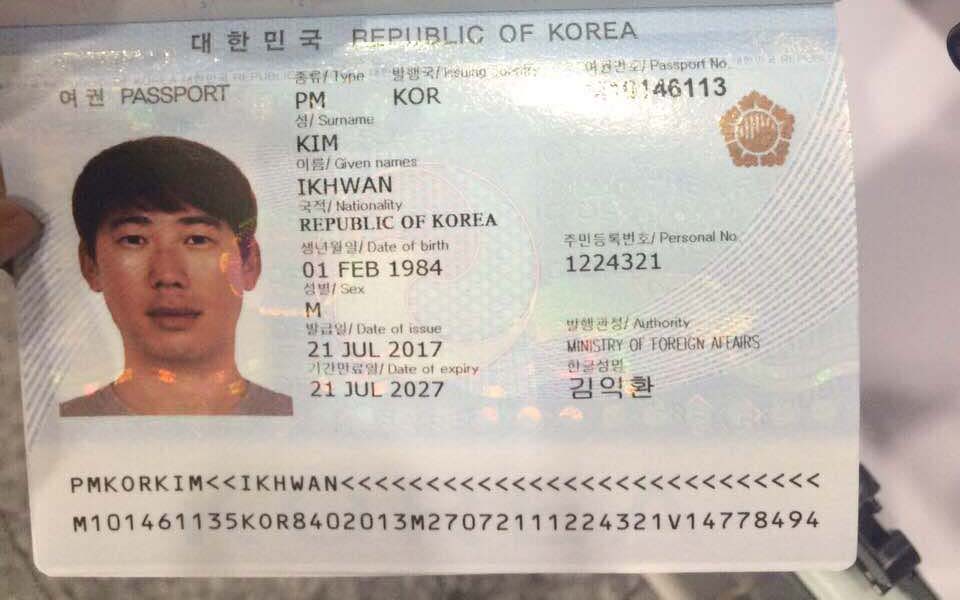 대한민국 REPUBLIC OF KOREA
여권 PASSPORT
종류/Type 발행국/Issuing country 여권번호/Passport No.
PM KOR M10146113
성/Surname
KIM
이름/Given names
IKHWAN
국적/Nationality
REPUBLIC OF KOREA
생년월일/Date of birth 주민등록번호/Personal No.
01 FEB 1984 1224321
성별/Sex
M
발급일/Date of issue 발행관청/Authority
21 JUL 2017 MINISTRY OF FOREIGN AFFAIRS
기간만료일/Date of expiry 한글성명
21 JUL 2027 김익환
PMKORKIM<<IKHWAN<<<<<<<<<<<<<<<<<<<<<<<<<<<<
M101461135KOR8402013M27072111224321V14778494